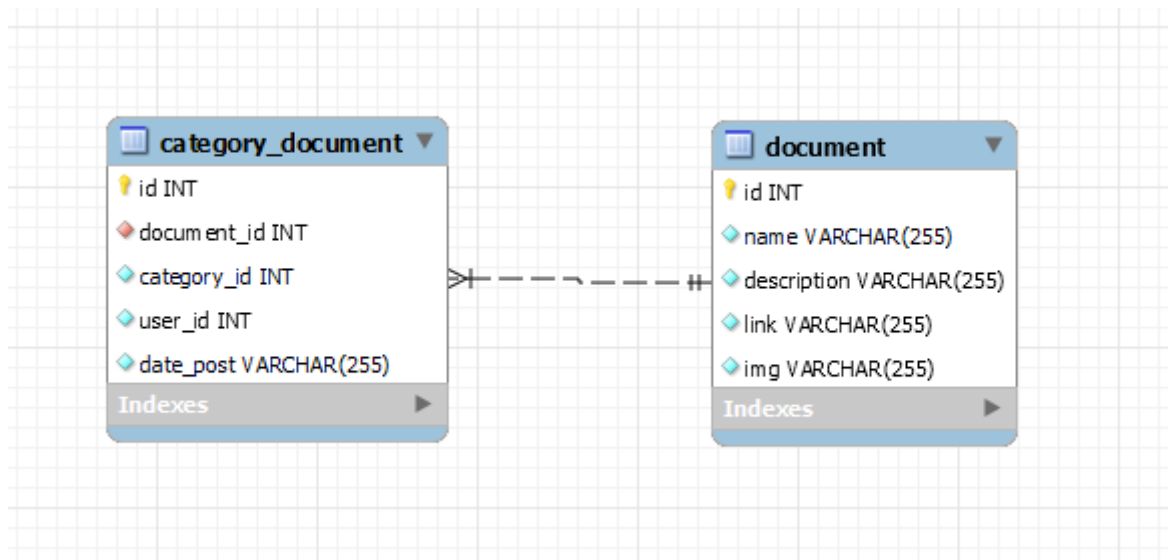 category_document
id INT
document_id INT
category_id INT
user_id INT
date_post VARCHAR(255)
Indexes
document
id INT
name VARCHAR(255)
description VARCHAR(255)
link VARCHAR(255)
img VARCHAR(255)
Indexes